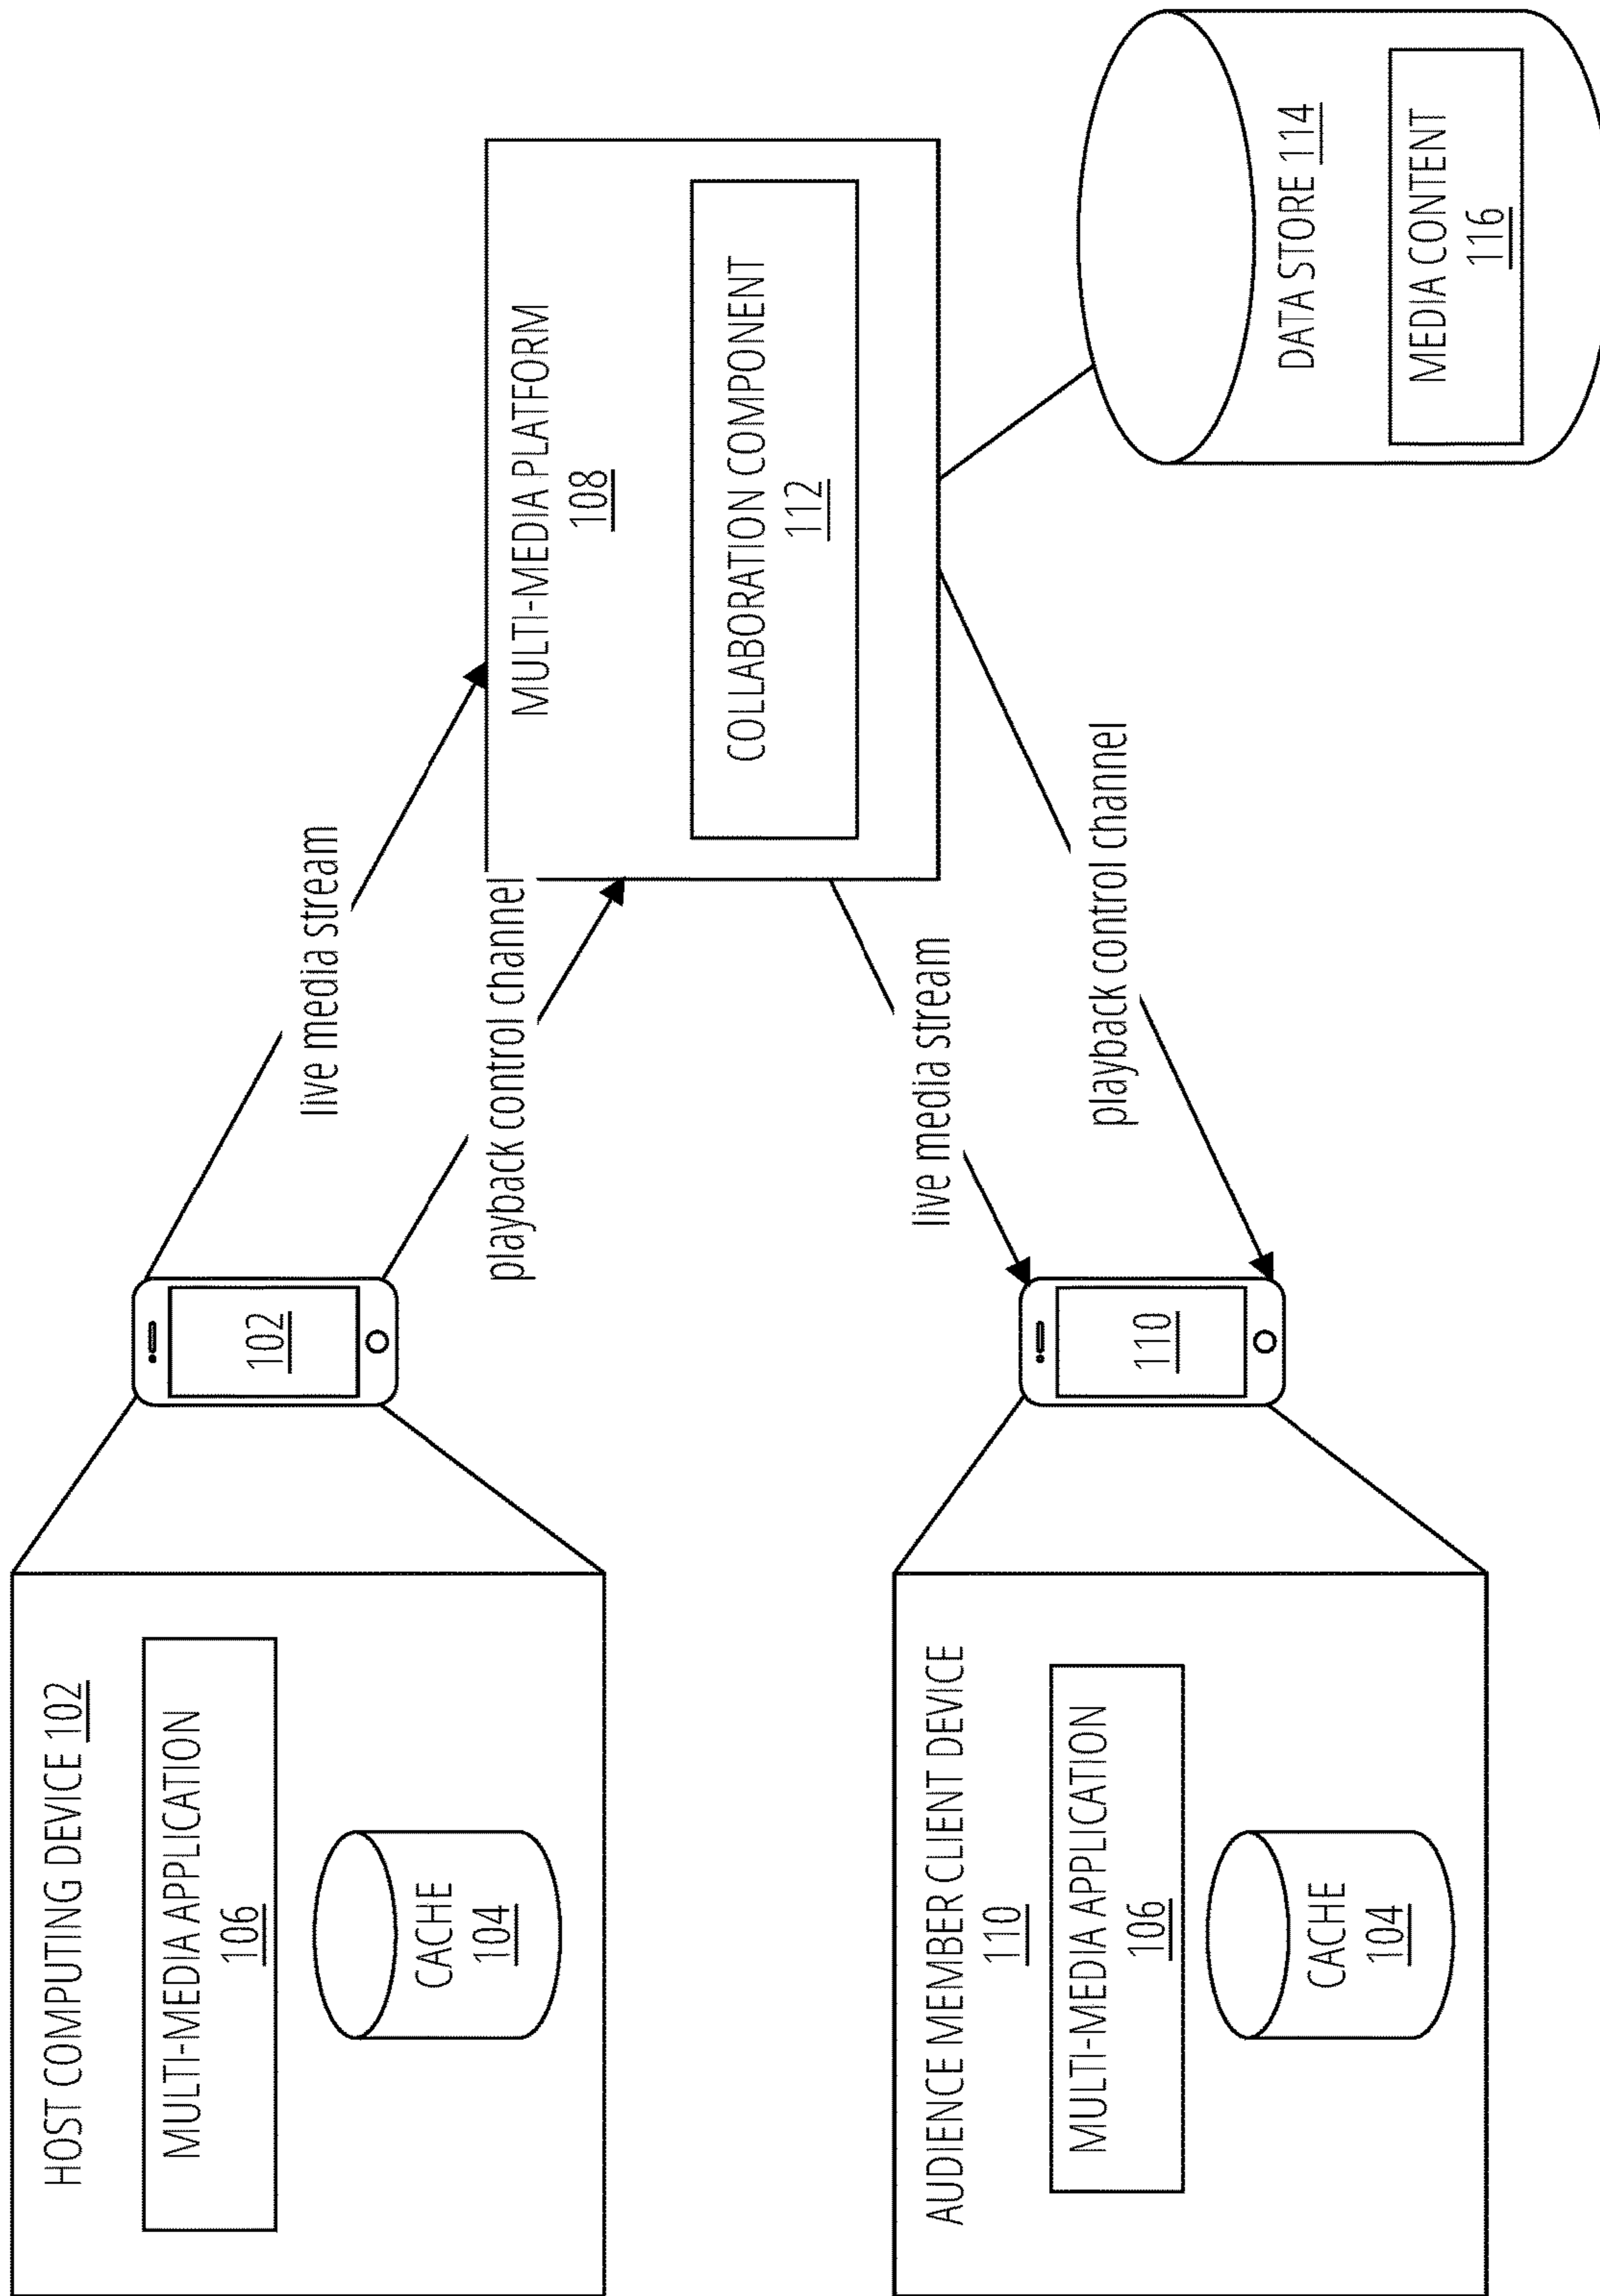 HOST COMPUTING DEVICE 102
MULTI-MEDIA APPLICATION
106
CACHE
104
102
live media stream
playback control channel
MULTI-MEDIA PLATFORM
108
COLLABORATION COMPONENT
112
AUDIENCE MEMBER CLIENT DEVICE
110
MULTI-MEDIA APPLICATION
106
CACHE
104
110
live media stream
playback control channel
DATA STORE 114
MEDIA CONTENT
116